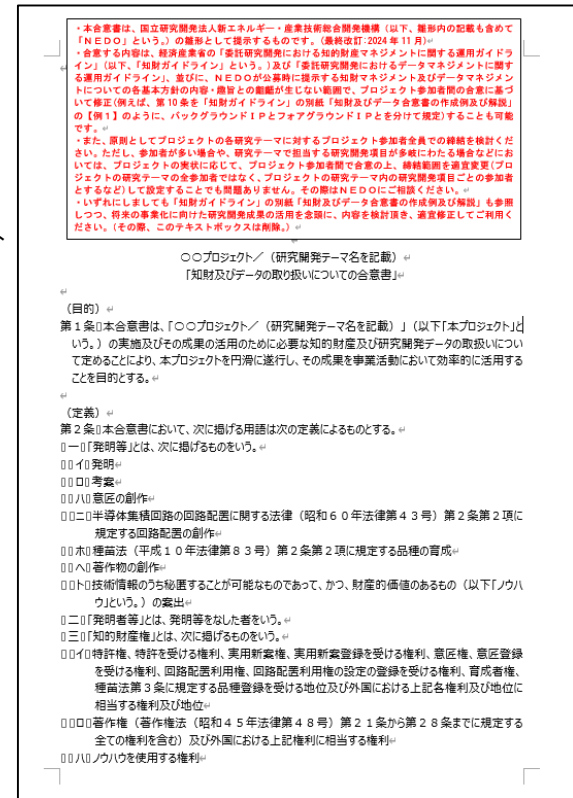 ・本合意書は、国立研究開発法人新エネルギー・産業技術総合開発機構（以下、雛形内の記載も含めて
「ＮＥＤＯ」という。）の雛形として提示するものです。（最終改訂:2024 年 11 月）
・合意する内容は、経済産業省の「委託研究開発における知的財産マネジメントに関する運用ガイドラ
イン」（以下、「知財ガイドライン」という。）及び「委託研究開発におけるデータマネジメントに関す
る運用ガイドライン」、並びに、ＮＥＤＯが公募時に提示する知財マネジメント及びデータマネジメン
トについての各基本方針の内容・趣旨との齟齬が生じない範囲で、プロジェクト参加者間の合意に基づ
いて修正(例えば、第 10 条を「知財ガイドライン」の別紙「知財及びデータ合意書の作成例及び解説」
の【例１】のように、バックグラウンドＩＰとフォアグラウンドＩＰとを分けて規定)することも可能
です。
・また、原則としてプロジェクトの各研究テーマに対するプロジェクト参加者全員での締結を検討くだ
さい。ただし、参加者が多い場合や、研究テーマで担当する研究開発項目が多岐にわたる場合などにお
いては、プロジェクトの実状に応じて、プロジェクト参加者間で合意の上、締結範囲を適宜変更(プロ
ジェクトの研究テーマの全参加者ではなく、プロジェクトの研究テーマ内の研究開発項目ごとの参加者
とするなど)して設定することでも問題ありません。その際はＮＥＤＯにご相談ください。
・いずれにしましても「知財ガイドライン」の別紙「知財及びデータ合意書の作成例及び解説」も参照
しつつ、将来の事業化に向けた研究開発成果の活用を念頭に、内容を検討頂き、適宜修正してご利用く
ださい。（その際、このテキストボックスは削除。）
〇〇プロジェクト／（研究開発テーマ名を記載）
「知財及びデータの取り扱いについての合意書」
（目的）
第１条 本合意書は、「〇〇プロジェクト／（研究開発テーマ名を記載）」（以下「本プロジェクト」と
いう。）の実施及びその成果の活用のために必要な知的財産及び研究開発データの取扱いについ
て定めることにより、本プロジェクトを円滑に遂行し、その成果を事業活動において効率的に活用する
ことを目的とする。
（定義）
第２条 本合意書において、次に掲げる用語は次の定義によるものとする。
一 「発明等」とは、次に掲げるものをいう。
イ 発明
ロ 考案
ハ 意匠の創作
ニ 半導体集積回路の回路配置に関する法律（昭和６０年法律第４３号）第２条第２項に
規定する回路配置の創作
ホ 種苗法（平成１０年法律第８３号）第２条第２項に規定する品種の育成
ヘ 著作物の創作
ト 技術情報のうち秘匿することが可能なものであって、かつ、財産的価値のあるもの（以下「ノウハ
ウ」という。）の案出
二 「発明者等」とは、発明等をなした者をいう。
三 「知的財産権」とは、次に掲げるものをいう。
イ 特許権、特許を受ける権利、実用新案権、実用新案登録を受ける権利、意匠権、意匠登録
を受ける権利、回路配置利用権、回路配置利用権の設定の登録を受ける権利、育成者権、
種苗法第３条に規定する品種登録を受ける地位及び外国における上記各権利及び地位に
相当する権利及び地位
ロ 著作権（著作権法（昭和４５年法律第４８号）第２１条から第２８条までに規定する
全ての権利を含む）及び外国における上記権利に相当する権利
ハ ノウハウを使用する権利